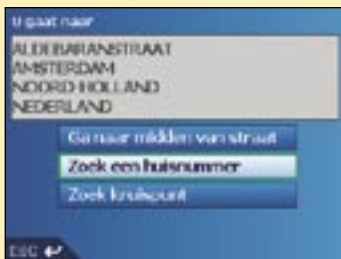 U gaat naar
ALDEBARANSTRAAT
AMSTERDAM
NOORD-HOLLAND
NEDERLAND
Ga naar midden van straat
Zoek een huisnummer
Zoek kruispunt
ESC